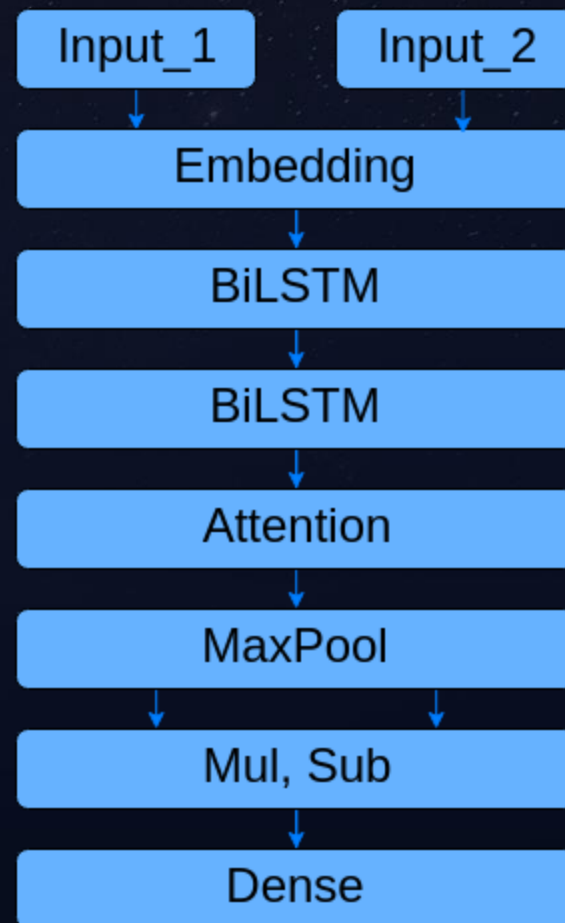 Input_1 Input_2
Embedding
BiLSTM
BiLSTM
Attention
MaxPool
Mul, Sub
Dense